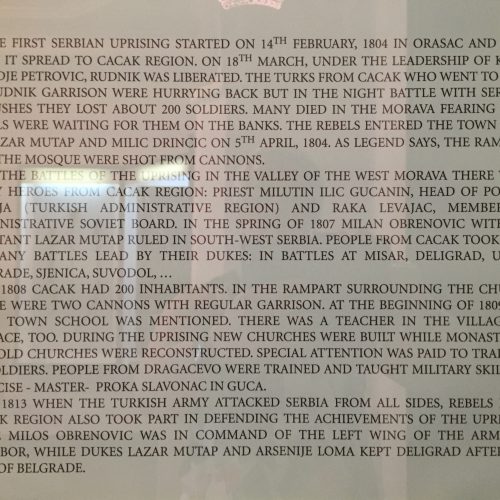 E FIRST SERBIAN UPRISING STARTED ON 14TH FEBRUARY, 1804 IN ORASAC AND
IT SPREAD TO CACAK REGION. ON 18TH MARCH, UNDER THE LEADERSHIP OF K
DJE PETROVIC, RUDNIK WAS LIBERATED. THE TURKS FROM CACAK WHO WENT TO
UDNIK GARRISON WERE HURRYING BACK BUT IN THE NIGHT BATTLE WITH SER
USHES THEY LOST ABOUT 200 SOLDIERS. MANY DIED IN THE MORAVA FEARING
LS WERE WAITING FOR THEM ON THE BANKS. THE REBELS ENTERED THE TOWN
ZAR MUTAP AND MILIC DRINCIC ON 5TH APRIL, 1804. AS LEGEND SAYS, THE RAM
THE MOSQUE WERE SHOT FROM CANNONS.
THE BATTLES OF THE UPRISING IN THE VALLEY OF THE WEST MORAVA THERE
Y HEROES FROM CACAK REGION: PRIEST MILUTIN ILIC GUCANIN, HEAD OF PO
JA (TURKISH ADMINISTRATIVE REGION) AND RAKA LEVAJAC, MEMBER
INISTRATIVE SOVIET BOARD. IN THE SPRING OF 1807 MILAN OBRENOVIC WIT
TANT LAZAR MUTAP RULED IN SOUTH-WEST SERBIA. PEOPLE FROM CACAK TOOK
ANY BATTLES LEAD BY THEIR DUKES: IN BATTLES AT MISAR, DELIGRAD, U
RADE, SJENICA, SUVODOL, ...
1808 CACAK HAD 200 INHABITANTS. IN THE RAMPART SURROUNDING THE CHU
E WERE TWO CANNONS WITH REGULAR GARRISON. AT THE BEGINNING OF 1809
TOWN SCHOOL WAS MENTIONED. THERE WAS A TEACHER IN THE VILLAG
ACE, TOO. DURING THE UPRISING NEW CHURCHES WERE BUILT WHILE MONAST
OLD CHURCHES WERE RECONSTRUCTED. SPECIAL ATTENTION WAS PAID TO TRAI
OLDIERS. PEOPLE FROM DRAGACEVO WERE TRAINED AND TAUGHT MILITARY SKIL
CISE - MASTER- PROKA SLAVONAC IN GUCA.
1813 WHEN THE TURKISH ARMY ATTACKED SERBIA FROM ALL SIDES, REBELS
K REGION ALSO TOOK PART IN DEFENDING THE ACHIEVEMENTS OF THE UPRI
MILOS OBRENOVIC WAS IN COMMAND OF THE LEFT WING OF THE ARM
BOR, WHILE DUKES LAZAR MUTAP AND ARSENIJE LOMA KEPT DELIGRAD AFTE
OF BELGRADE.